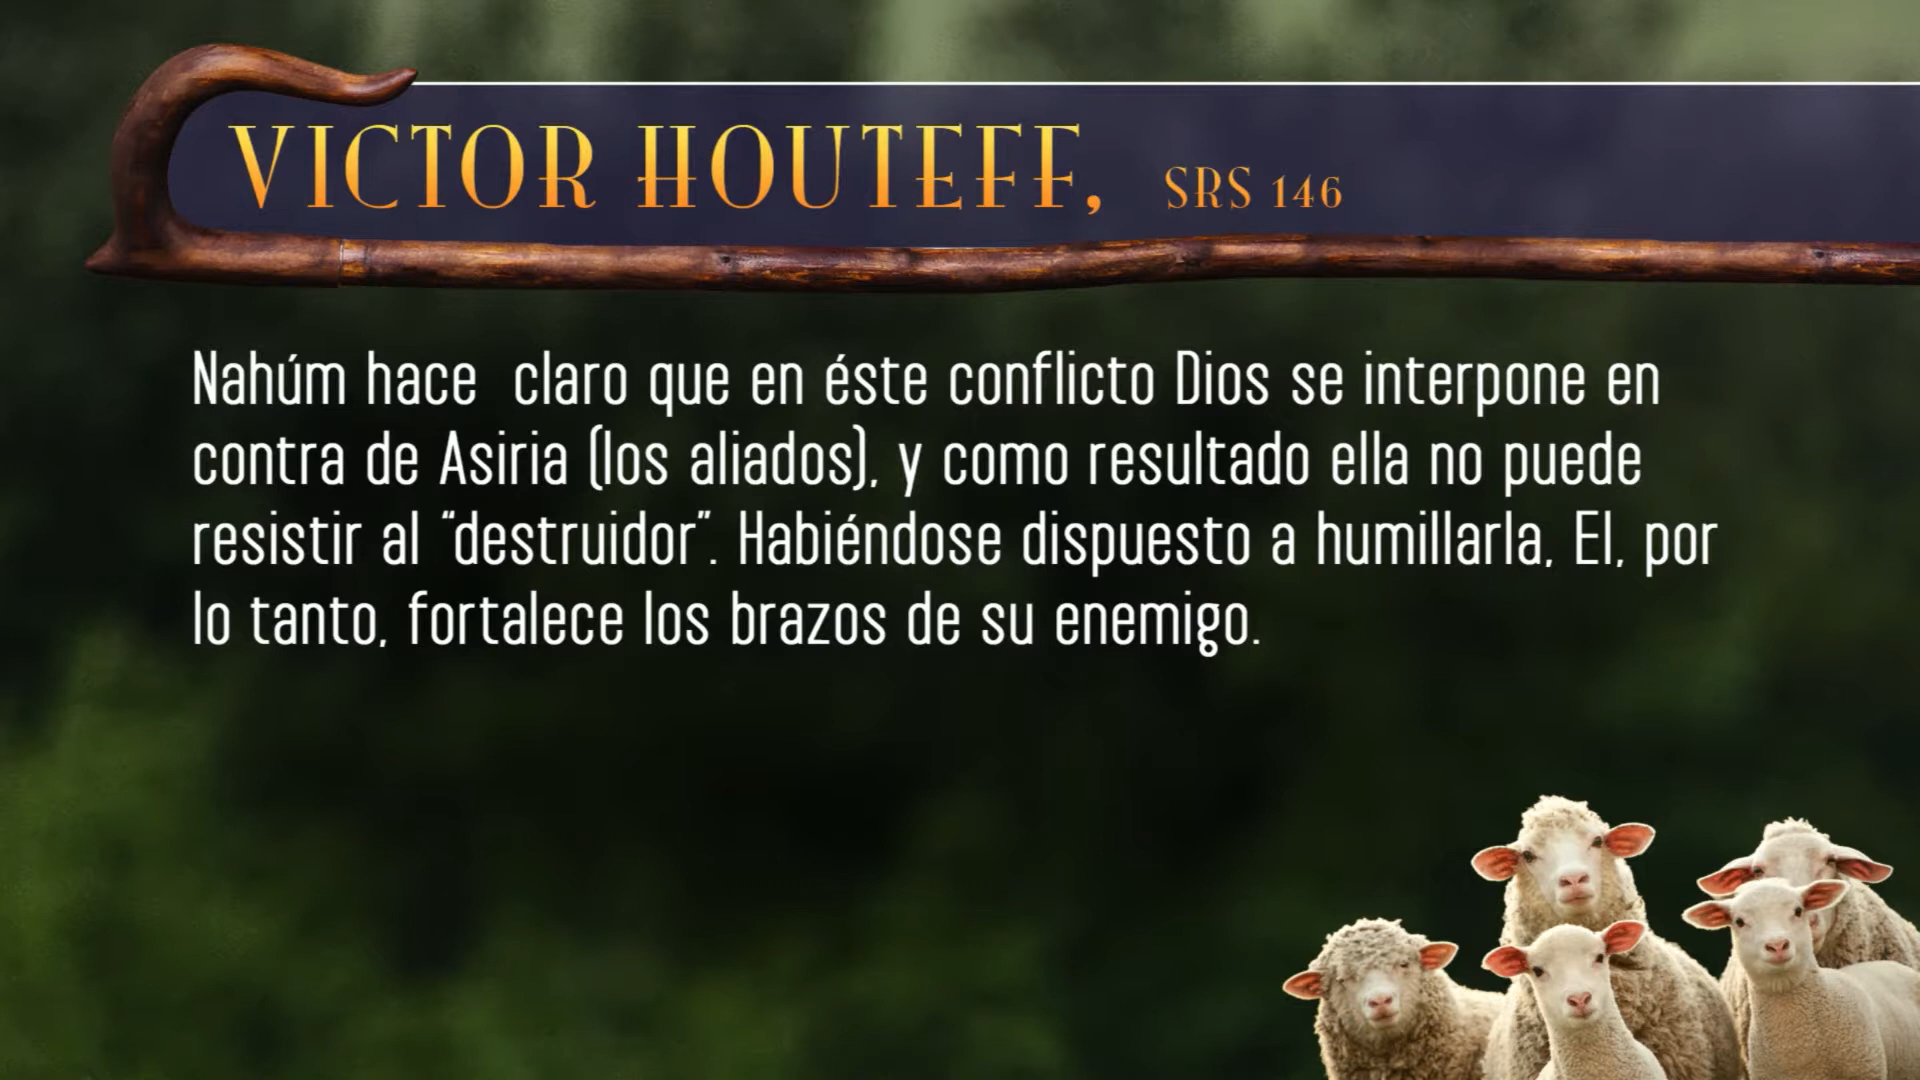 VICTOR HOUTEFF, SRS 146
Nahúm hace  claro que en éste conflicto Dios se interpone en
contra de Asiria (los aliados), y como resultado ella no puede
resistir al “destruidor”. Habiéndose dispuesto a humillarla, El, por
lo tanto, fortalece los brazos de su enemigo.